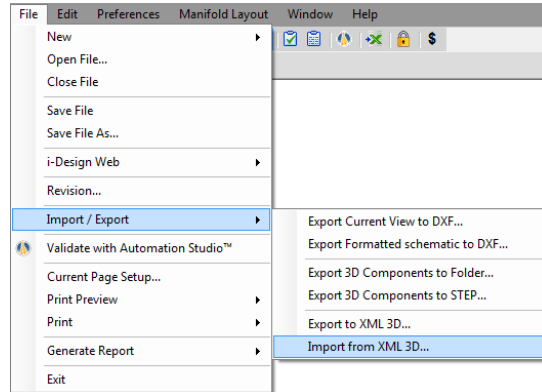 File Edit Preferences Manifold Layout Window Help
New
Open File...
Close File
Save File
Save File As...
i-Design Web
Revision...
Import / Export
Export Current View to DXF...
Validate with Automation Studio™
Export Formatted schematic to DXF...
Current Page Setup...
Export 3D Components to Folder...
Print Preview
Export 3D Components to STEP...
Print
Export to XML 3D...
Generate Report
Import from XML 3D...
Exit
$